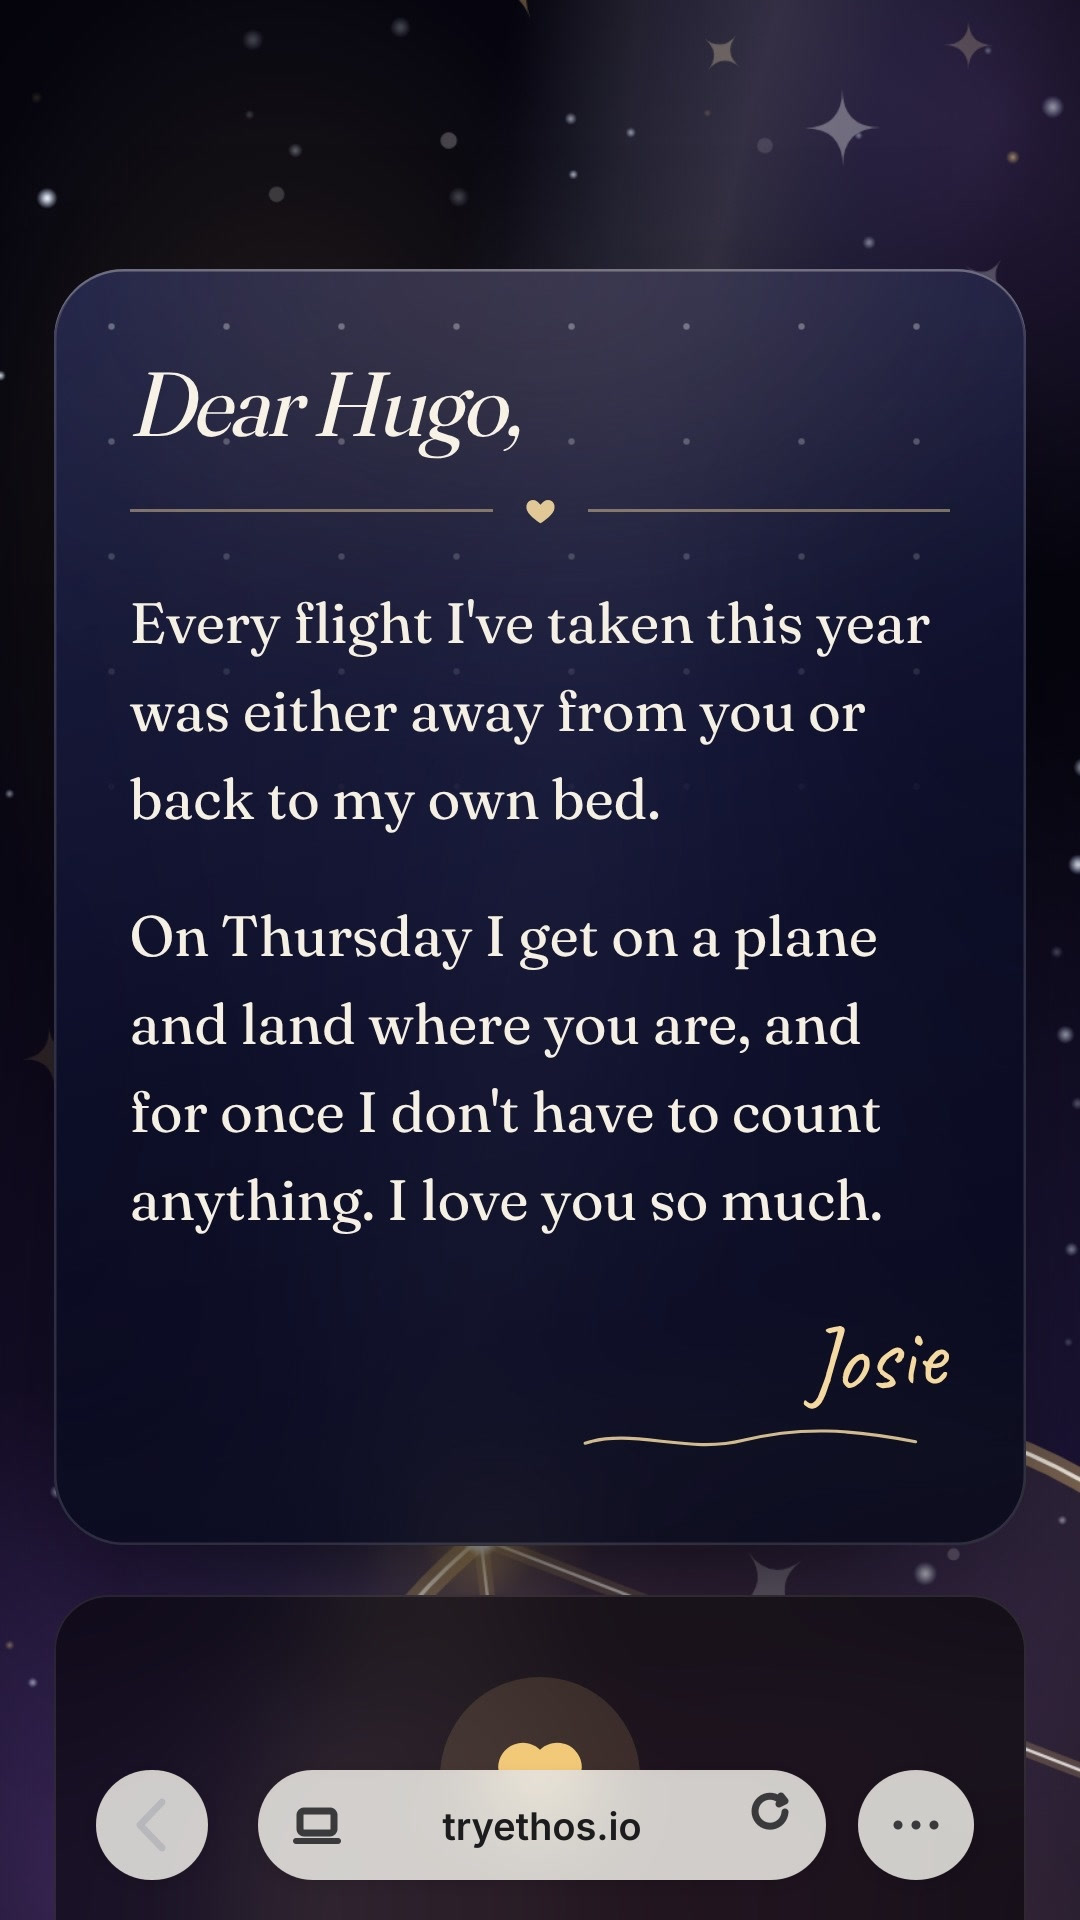 Dear Hugo,
Every flight I've taken this year
was either away from you or
back to my own bed.
On Thursday I get on a plane
and land where you are, and
for once I don't have to count
anything. I love you so much.
Josie
tryethos.io